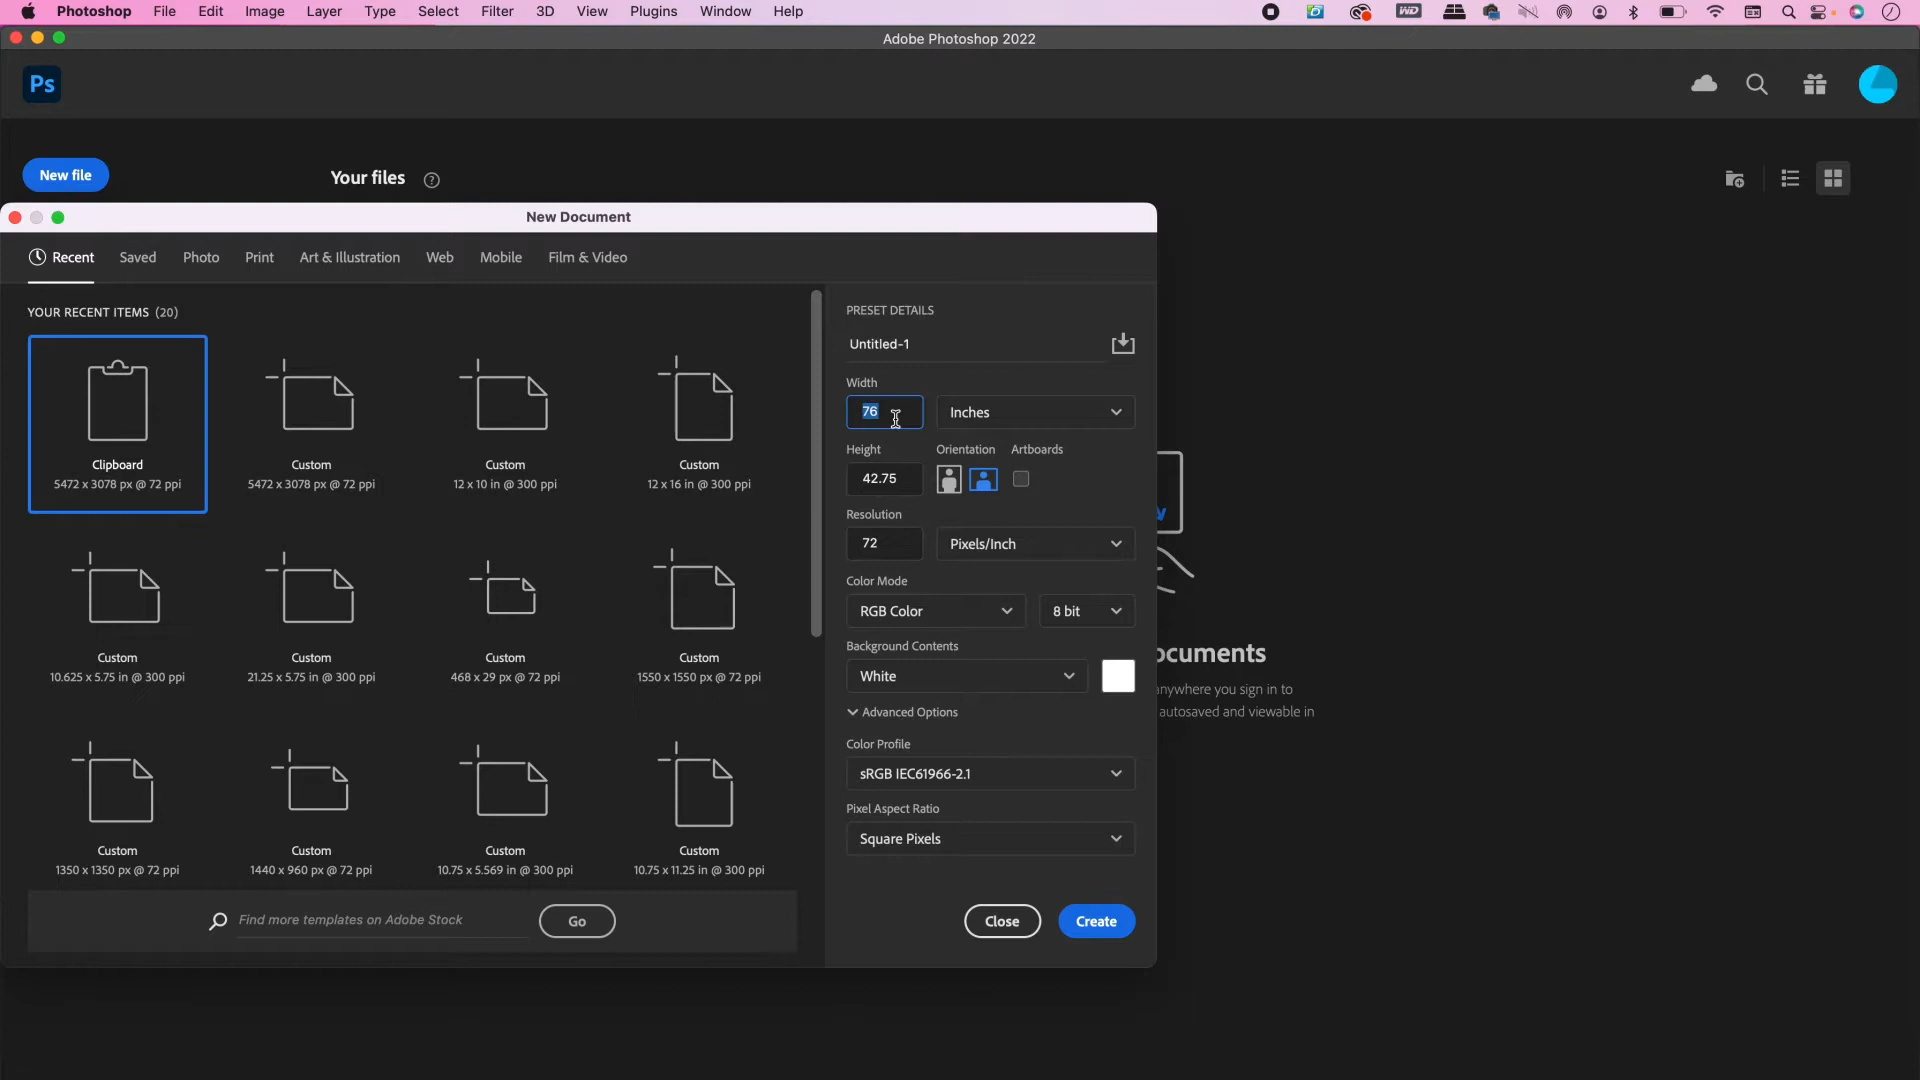 Photoshop File Edit Image Layer Type Select Filter 3D View Plugins Window Help
WD
Adobe Photoshop 2022
Ps
New file
Your files
?
New Document
Recent Saved Photo Print Art & Illustration Web Mobile Film & Video
YOUR RECENT ITEMS (20)
Clipboard
5472 x 3078 px @ 72 ppi
Custom
5472 x 3078 px @ 72 ppi
Custom
12 x 10 in @ 300 ppi
Custom
12 x 16 in @ 300 ppi
Custom
10.625 x 5.75 in @ 300 ppi
Custom
21.25 x 5.75 in @ 300 ppi
Custom
468 x 29 px @ 72 ppi
Custom
1550 x 1550 px @ 72 ppi
Custom
1350 x 1350 px @ 72 ppi
Custom
1440 x 960 px @ 72 ppi
Custom
10.75 x 5.569 in @ 300 ppi
Custom
10.75 x 11.25 in @ 300 ppi
Find more templates on Adobe Stock
Go
PRESET DETAILS
Untitled-1
Width
76 Inches
Height Orientation Artboards
42.75
Resolution
72 Pixels/Inch
Color Mode
RGB Color 8 bit
Background Contents
White
Advanced Options
Color Profile
sRGB IEC61966-2.1
Pixel Aspect Ratio
Square Pixels
Close Create
ocuments
anywhere you sign in to
autosaved and viewable in